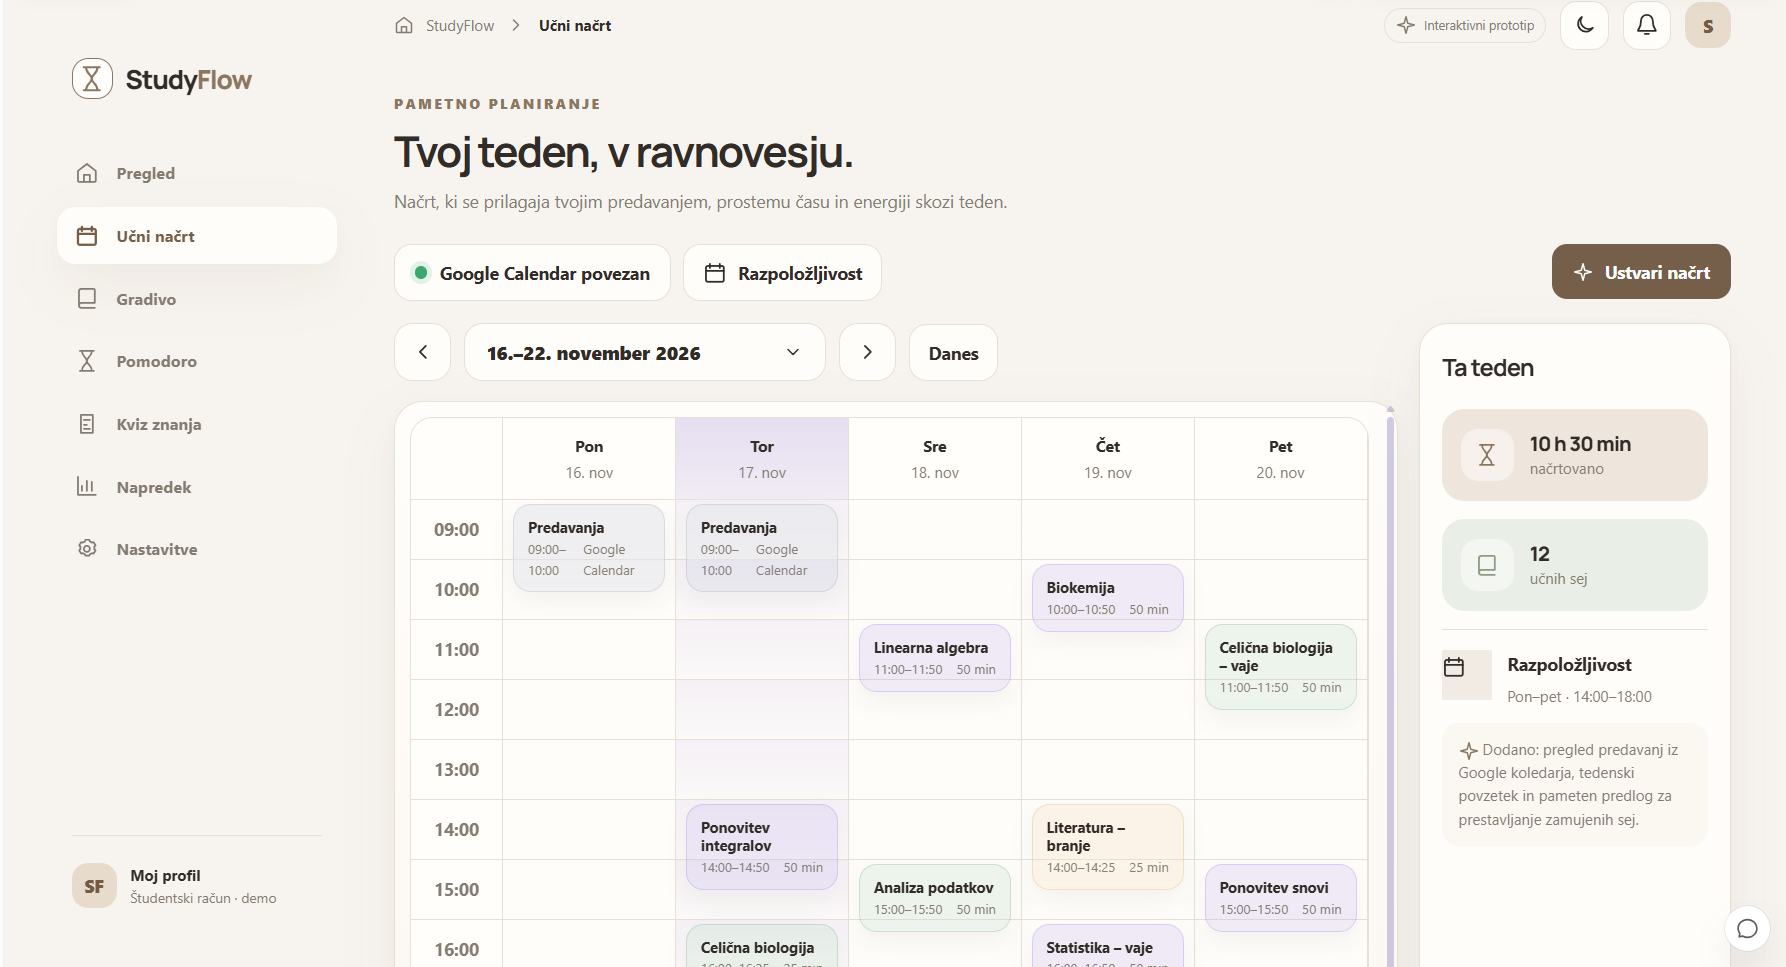 StudyFlow
Učni načrt
Interaktivni prototip
S
StudyFlow
Pregled
Učni načrt
Gradivo
Pomodoro
Kviz znanja
Napredek
Nastavitve
SF
Moj profil
Študentski račun · demo
PAMETNO PLANIRANJE
Tvoj teden, v ravnovesju.
Načrt, ki se prilagaja tvojim predavanjem, prostemu času in energiji skozi teden.
Google Calendar povezan
Razpoložljivost
Ustvari načrt
16.–22. november 2026
Danes
Pon
16. nov
Tor
17. nov
Sre
18. nov
Čet
19. nov
Pet
20. nov
09:00
10:00
11:00
12:00
13:00
14:00
15:00
16:00
Predavanja
09:00– Google
10:00 Calendar
Predavanja
09:00– Google
10:00 Calendar
Ponovitev
integralov
14:00–14:50 50 min
Celična biologija
Linearna algebra
11:00–11:50 50 min
Analiza podatkov
15:00–15:50 50 min
Biokemija
10:00–10:50 50 min
Literatura –
branje
14:00–14:25 25 min
Statistika – vaje
Celična biologija
– vaje
11:00–11:50 50 min
Ponovitev snovi
15:00–15:50 50 min
Ta teden
10 h 30 min
načrtovano
12
učnih sej
Razpoložljivost
Pon–pet · 14:00–18:00
Dodano: pregled predavanj iz
Google koledarja, tedenski
povzetek in pameten predlog za
prestavljanje zamujenih sej.